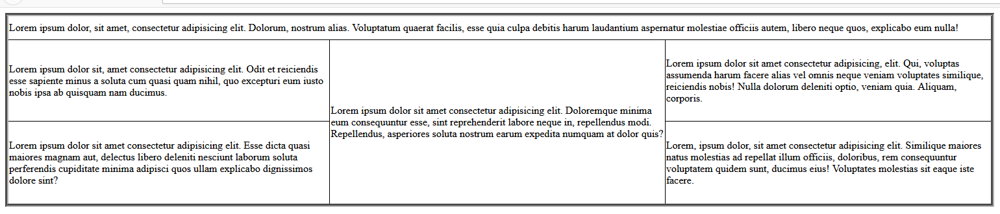 Lorem ipsum dolor, sit amet, consectetur adipisicing elit. Dolorum, nostrum alias. Voluptatum quaerat facilis, esse quia culpa debitis harum laudantium aspernatur molestiae officiis autem, libero neque quos, explicabo eum nulla!
Lorem ipsum dolor sit, amet consectetur adipisicing elit. Odit et reiciendis
esse sapiente minus a soluta cum quasi quam nihil, quo excepturi eum iusto
nobis ipsa ab quisquam nam ducimus.
Lorem ipsum dolor sit amet consectetur adipisicing elit. Doloremque minima
eum consequuntur esse, sint reprehenderit labore neque in, repellendus modi.
Repellendus, asperiores soluta nostrum earum expedita numquam at dolor quis?
Lorem ipsum dolor sit amet consectetur adipisicing, elit. Qui, voluptas
assumenda harum facere alias vel omnis neque veniam voluptates similique,
reiciendis nobis! Nulla dolorum deleniti optio, veniam quia. Aliquam,
corporis.
Lorem ipsum dolor sit amet consectetur adipisicing elit. Esse dicta quasi
maiores magnam aut, delectus libero deleniti nesciunt laborum soluta
perferendis cupiditate minima adipisci quos ullam explicabo dignissimos
dolore sint?
Lorem, ipsum dolor, sit amet consectetur adipisicing elit. Similique maiores
natus molestias ad repellat illum officiis, doloribus, rem consequuntur
voluptatem quidem sunt, ducimus eius! Voluptates molestias sit eaque iste
facere.